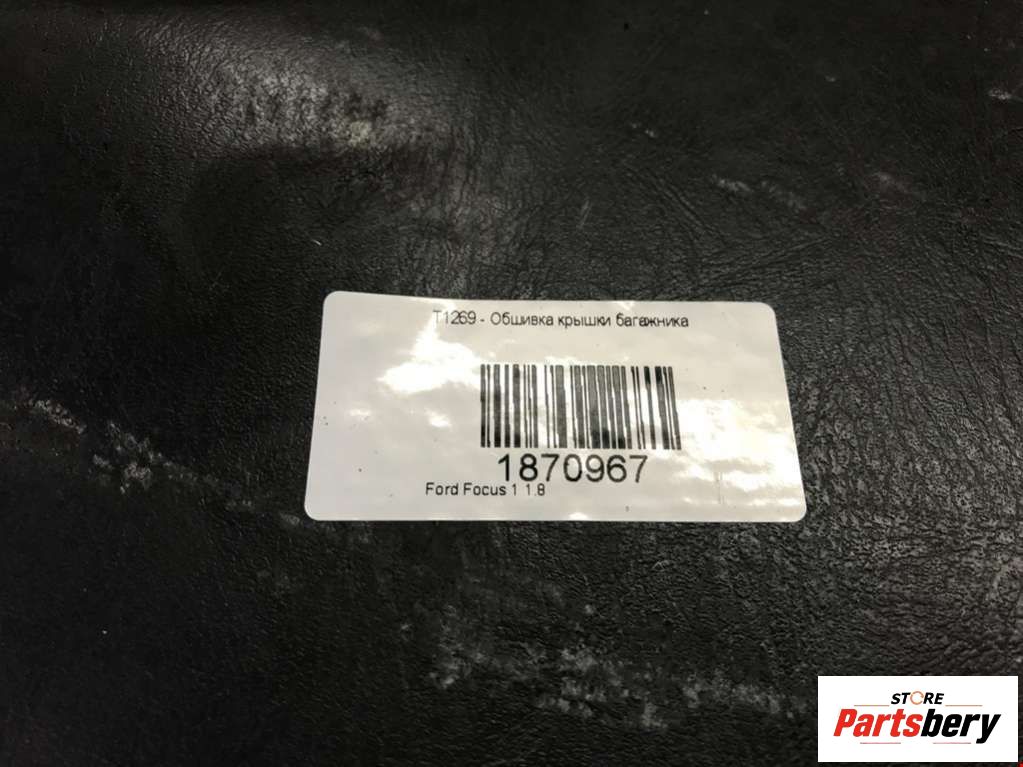 T1269 - Обшивка крышки багажника
1870967
Ford Focus 1 1.8
STORE
Partsbery